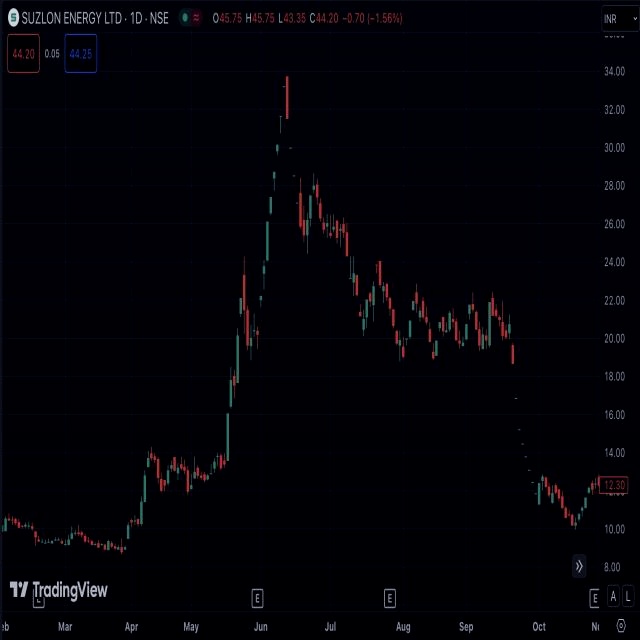 SUZLON ENERGY LTD · 1D · NSE O45.75 H45.75 L43.35 C44.20 −0.70 (−1.56%) INR
44.20 0.05 44.25
34.00
32.00
30.00
28.00
26.00
24.00
22.00
20.00
18.00
16.00
14.00
12.30
10.00
8.00
TradingView
E E E A L
Mar Apr May Jun Jul Aug Sep Oct